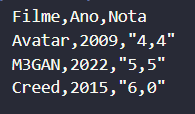 Filme,Ano,Nota
Avatar,2009,"4,4"
M3GAN,2022,"5,5"
Creed,2015,"6,0"